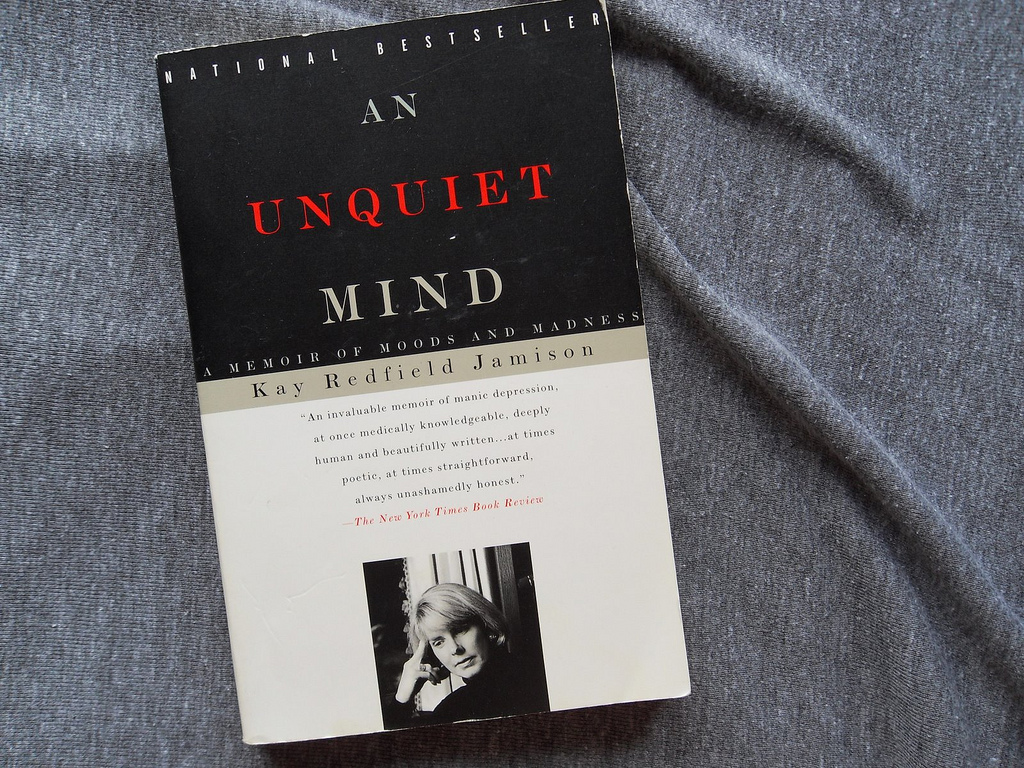 NATIONAL BESTSELLER
AN
UNQUIET
MIND
A MEMOIR OF MOODS AND MADNESS
Kay Redfield Jamison
“An invaluable memoir of manic depression,
at once medically knowledgeable, deeply
human and beautifully written...at times
poetic, at times straightforward,
always unashamedly honest.”
—The New York Times Book Review